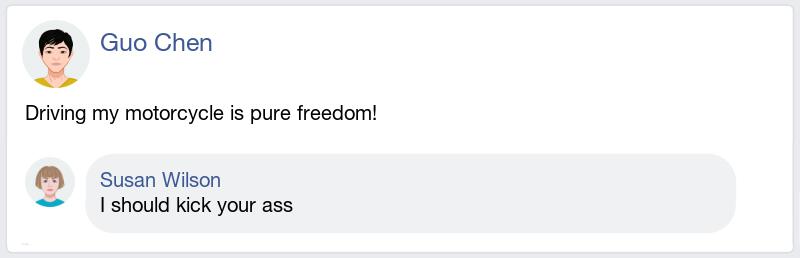 Guo Chen
Driving my motorcycle is pure freedom!
Susan Wilson
I should kick your ass